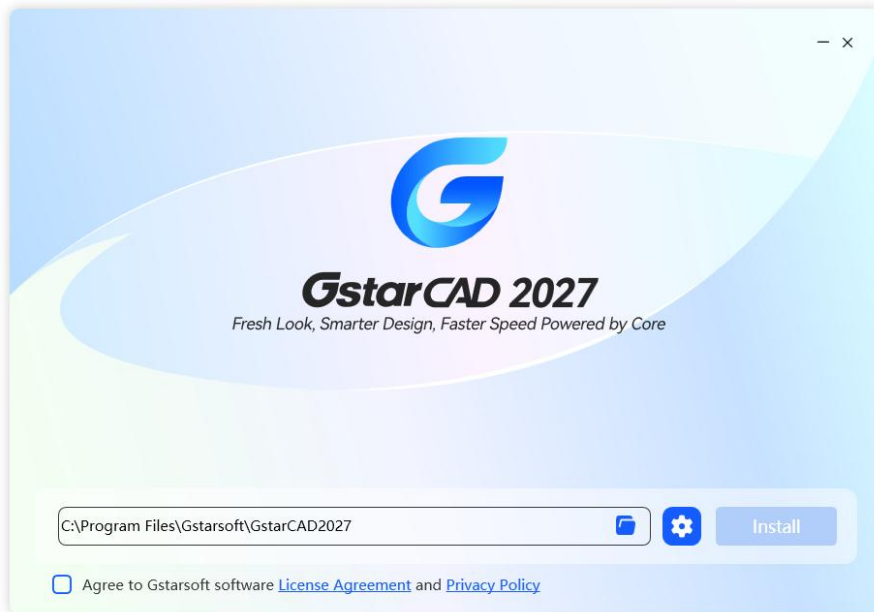 GstarCAD 2027
Fresh Look, Smarter Design, Faster Speed Powered by Core
C:\Program Files\Gstarsoft\GstarCAD2027
Install
Agree to Gstarsoft software License Agreement and Privacy Policy